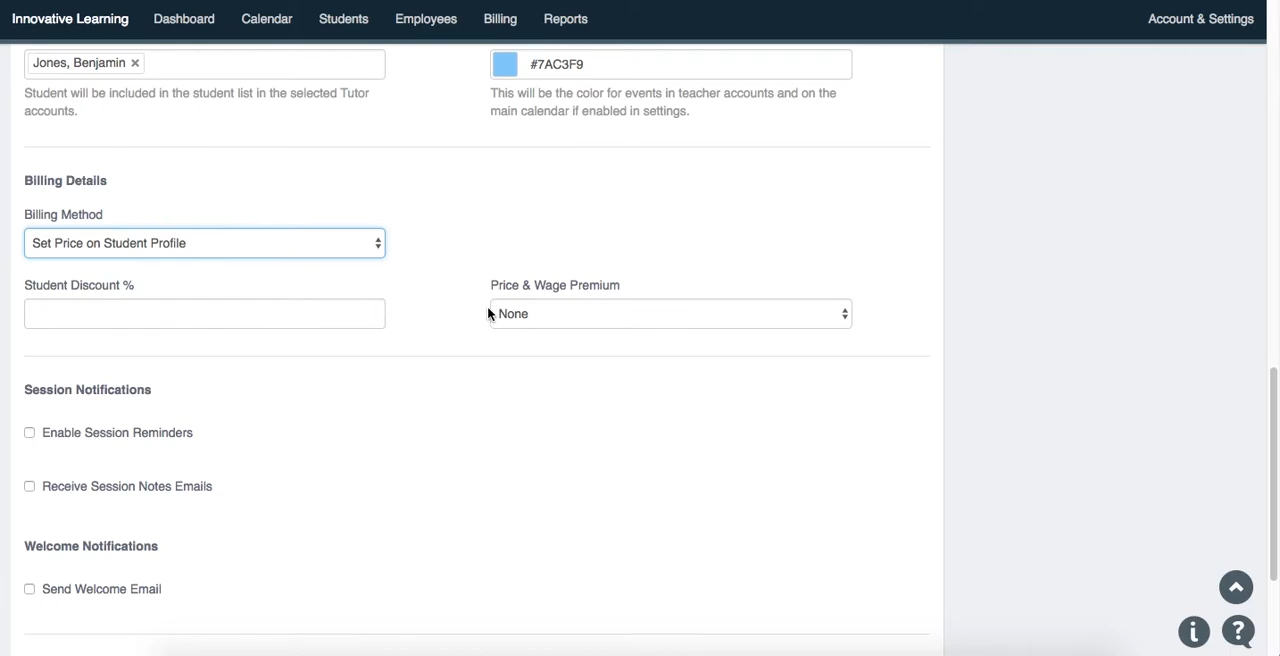 Innovative Learning Dashboard Calendar Students Employees Billing Reports Account & Settings
Jones, Benjamin × #7AC3F9
Student will be included in the student list in the selected Tutor
accounts.
This will be the color for events in teacher accounts and on the
main calendar if enabled in settings.
Billing Details
Billing Method
Set Price on Student Profile
Student Discount % Price & Wage Premium
None
Session Notifications
Enable Session Reminders
Receive Session Notes Emails
Welcome Notifications
Send Welcome Email